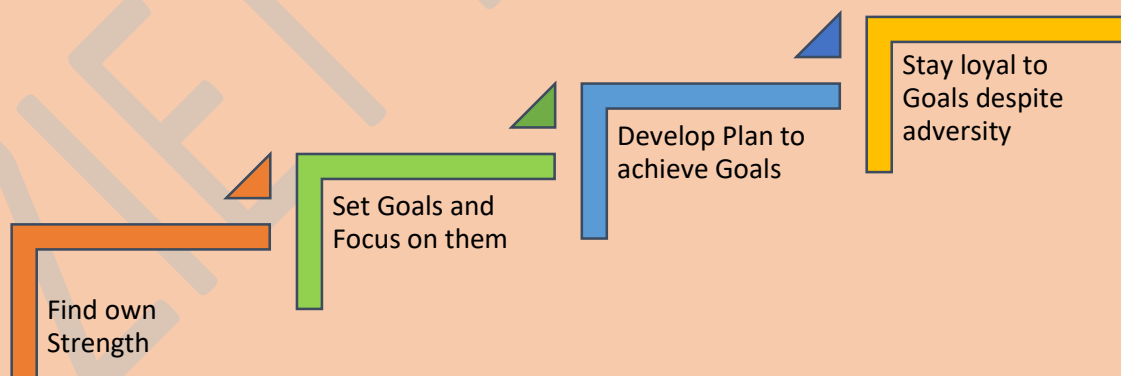 Find own
Strength
Set Goals and
Focus on them
Develop Plan to
achieve Goals
Stay loyal to
Goals despite
adversity